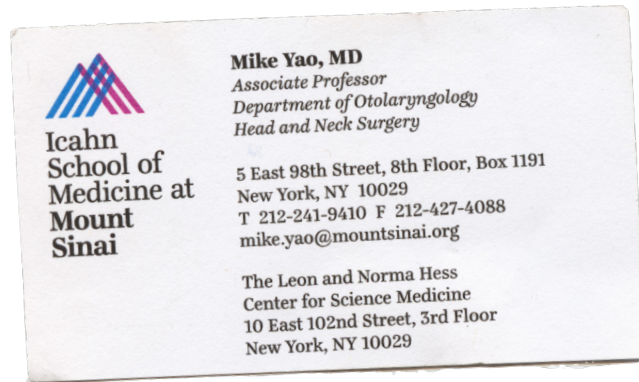 Icahn
School of
Medicine at
Mount
Sinai
Mike Yao, MD
Associate Professor
Department of Otolaryngology
Head and Neck Surgery
5 East 98th Street, 8th Floor, Box 1191
New York, NY 10029
T 212-241-9410 F 212-427-4088
mike.yao@mountsinai.org
The Leon and Norma Hess
Center for Science Medicine
10 East 102nd Street, 3rd Floor
New York, NY 10029